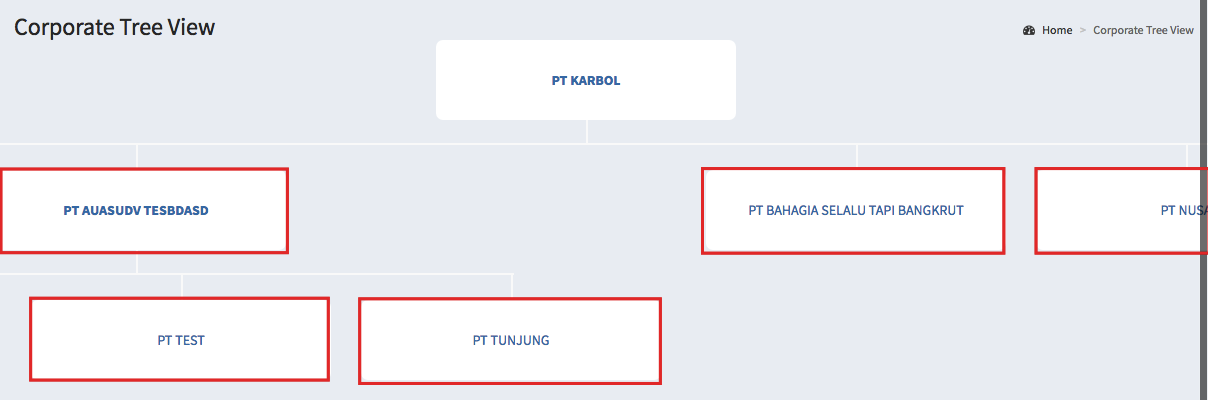 Corporate Tree View
Home > Corporate Tree View
PT KARBOL
PT AUASUDV TESBDASD
PT BAHAGIA SELALU TAPI BANGKRUT
PT NUSA
PT TEST
PT TUNJUNG